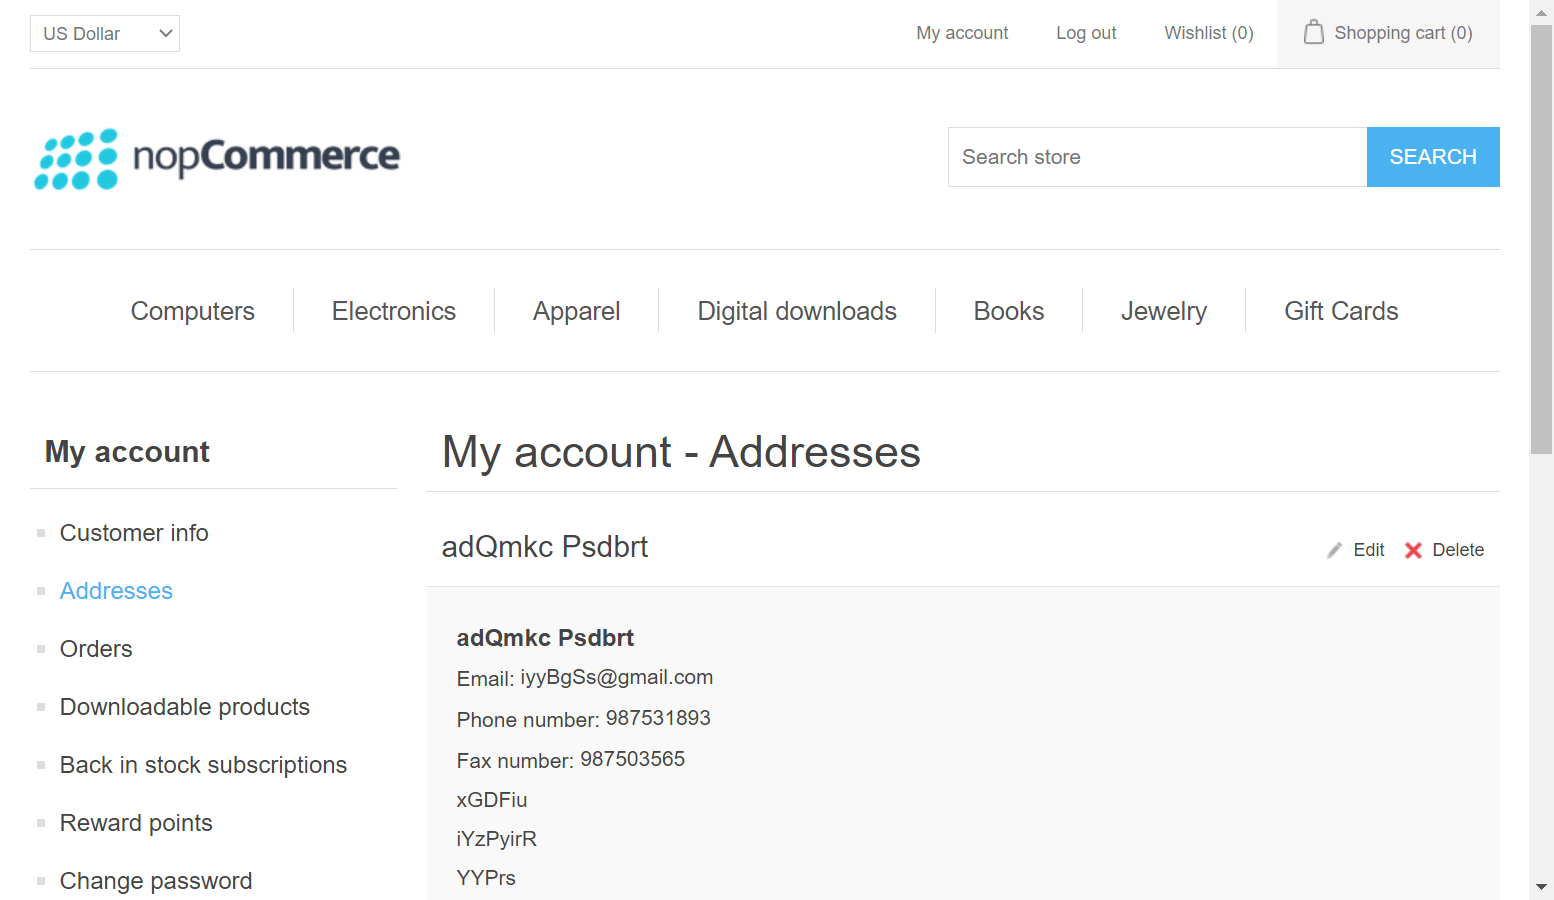 US Dollar
My account
Log out
Wishlist (0)
Shopping cart (0)
nopCommerce
Search store
SEARCH
Computers
Electronics
Apparel
Digital downloads
Books
Jewelry
Gift Cards
My account
Customer info
Addresses
Orders
Downloadable products
Back in stock subscriptions
Reward points
Change password
My account - Addresses
adQmkc Psdbrt
Edit
Delete
adQmkc Psdbrt
Email: iyyBgSs@gmail.com
Phone number: 987531893
Fax number: 987503565
xGDFiu
iYzPyirR
YYPrs